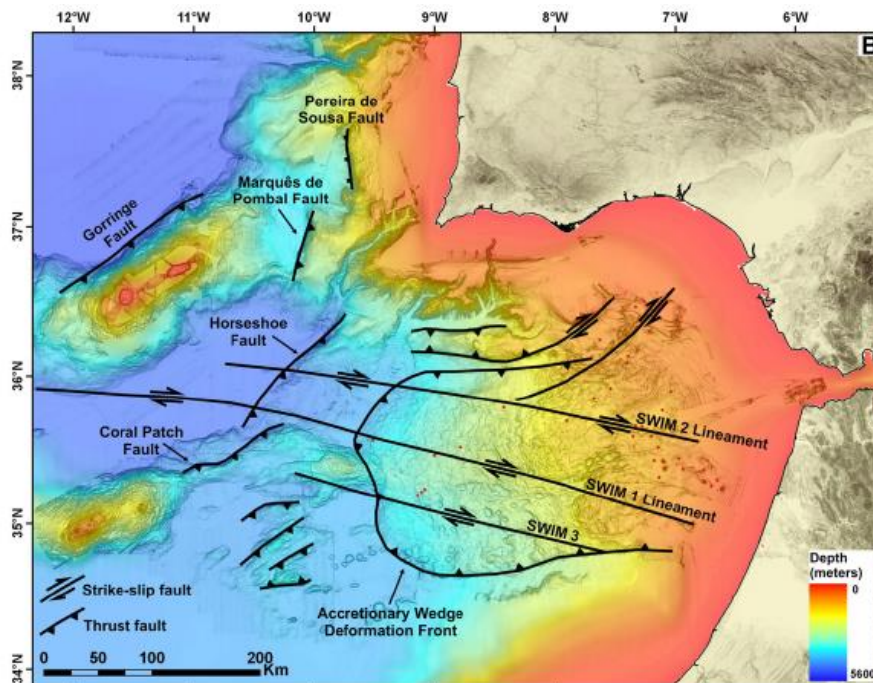 12°W 11°W 10°W 9°W 8°W 7°W 6°W
B
38°N
Pereira de
Sousa Fault
Marquês de
Pombal Fault
37°N
Gorringe
Fault
Horseshoe
Fault
36°N
SWIM 2 Lineament
Coral Patch
Fault
SWIM 1 Lineament
35°N
SWIM 3
Depth
(meters)
0
5600
Strike-slip fault
Accretionary Wedge
Deformation Front
Thrust fault
34°N
0 25 50 100 200
Km